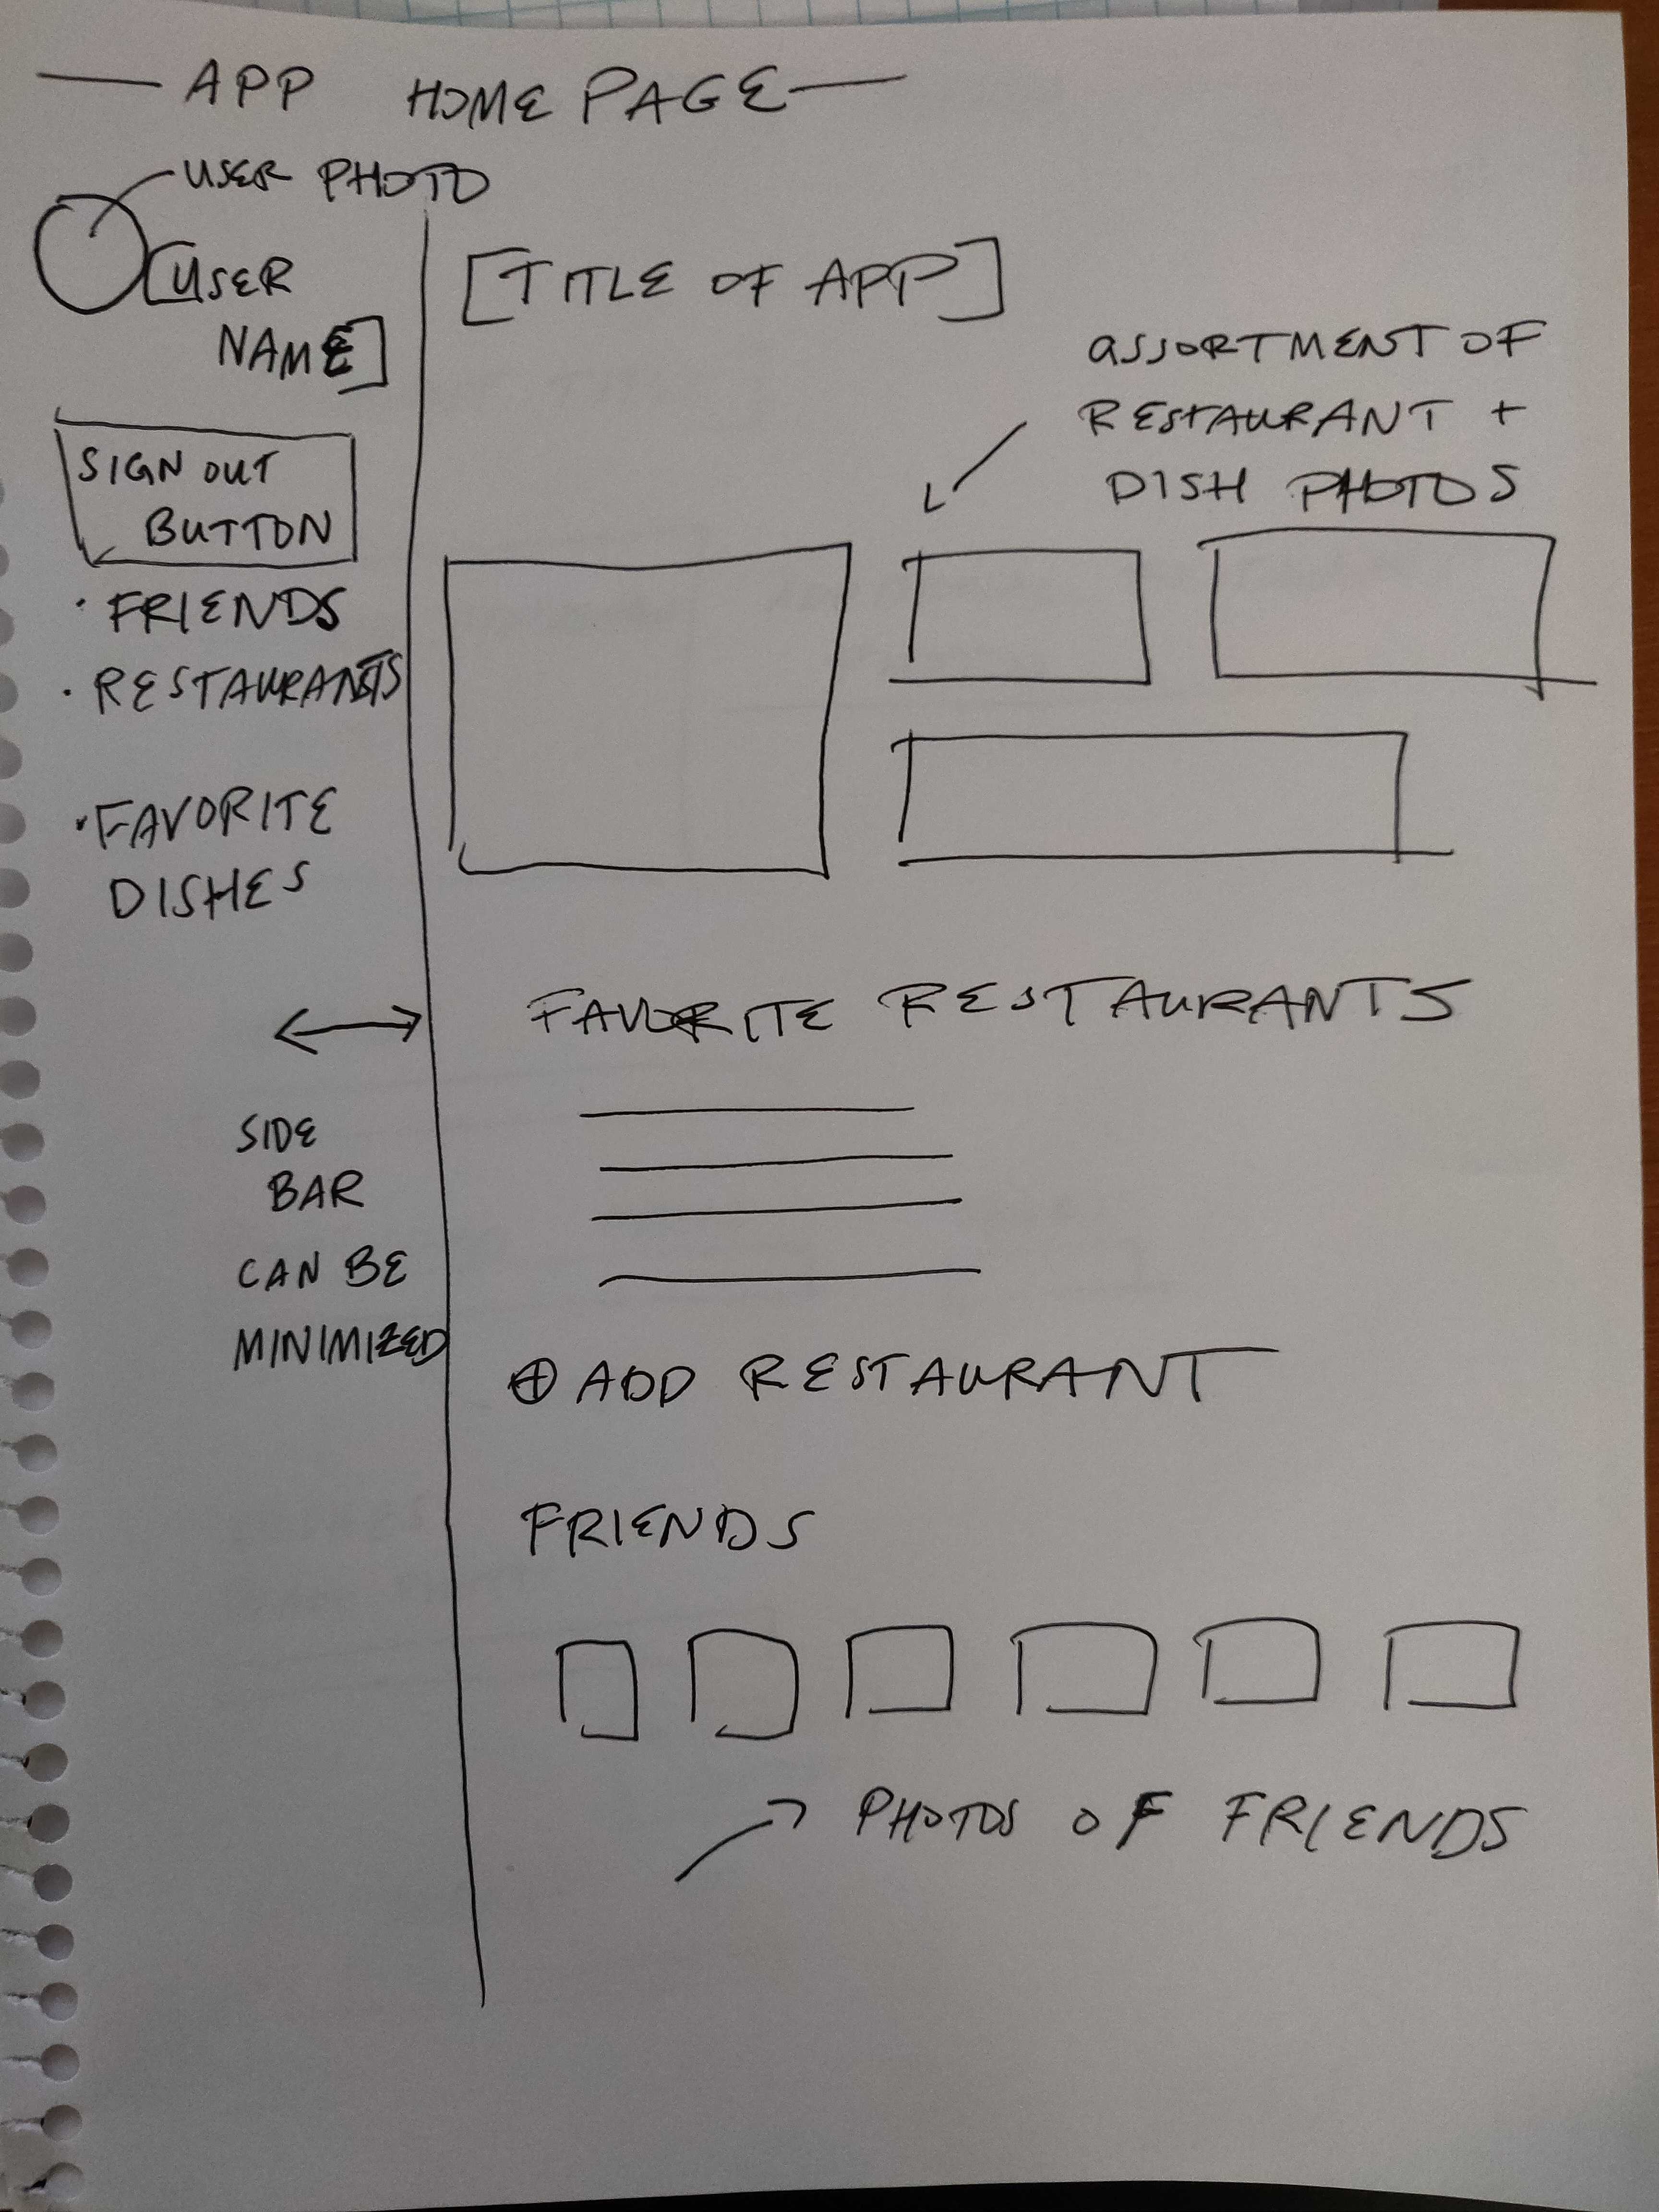 — APP HOME PAGE —
USER PHOTO
[USER
NAME]
SIGN OUT
BUTTON
· FRIENDS
· RESTAURANTS
· FAVORITE
DISHES
SIDE
BAR
CAN BE
MINIMIZED
[TITLE OF APP]
ASSORTMENT OF
RESTAURANT +
DISH PHOTOS
FAVORITE RESTAURANTS
⊕ ADD RESTAURANT
FRIENDS
PHOTOS OF FRIENDS